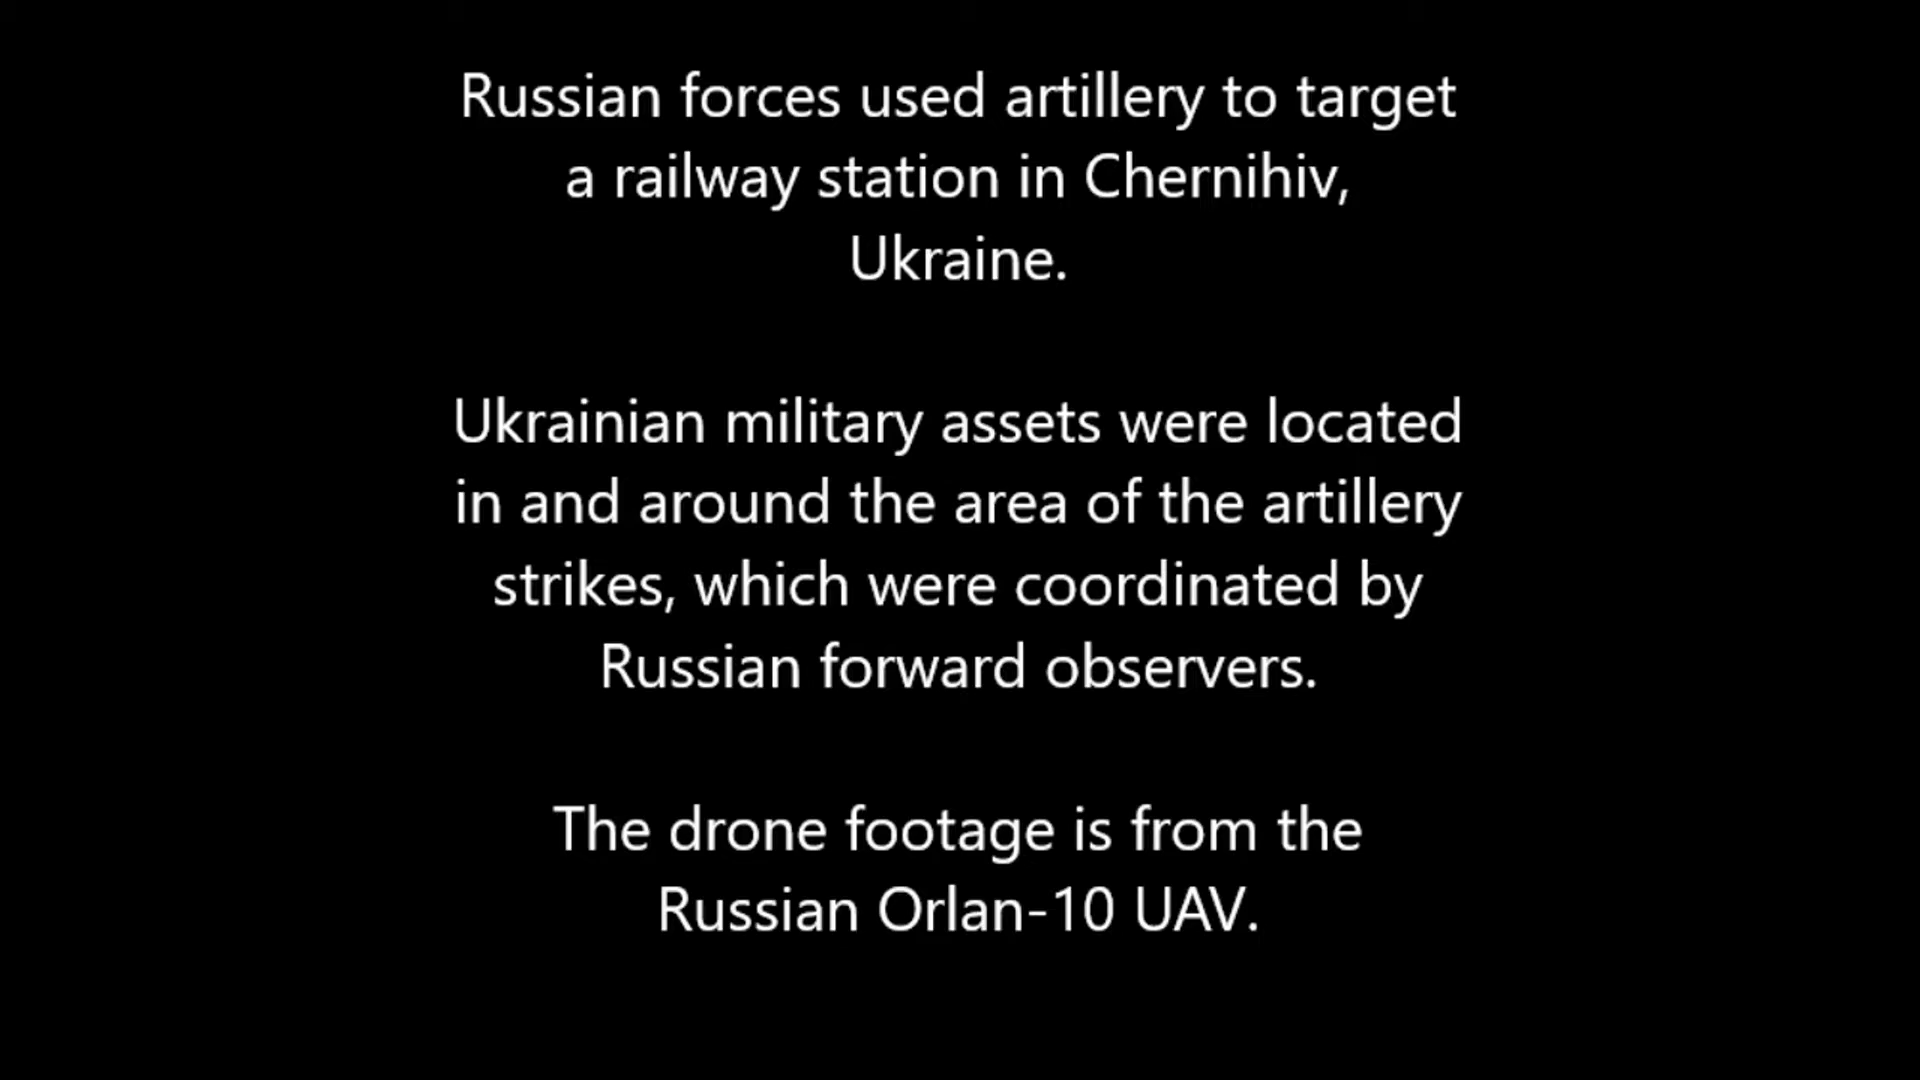 Russian forces used artillery to target
a railway station in Chernihiv,
Ukraine.
Ukrainian military assets were located
in and around the area of the artillery
strikes, which were coordinated by
Russian forward observers.
The drone footage is from the
Russian Orlan-10 UAV.